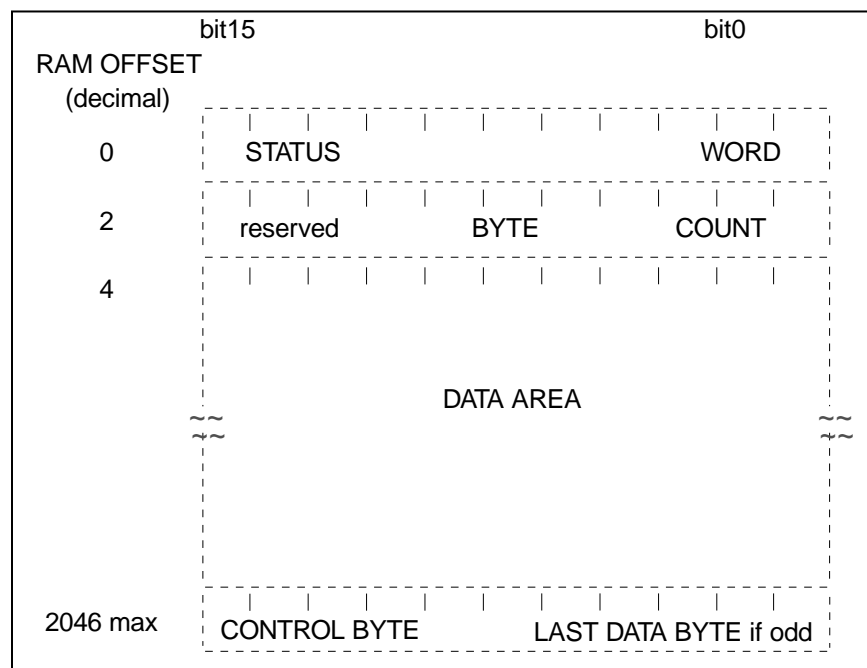 bit15 bit0
RAM OFFSET
(decimal)
0 STATUS WORD
2 reserved BYTE COUNT
4
DATA AREA
2046 max CONTROL BYTE LAST DATA BYTE if odd